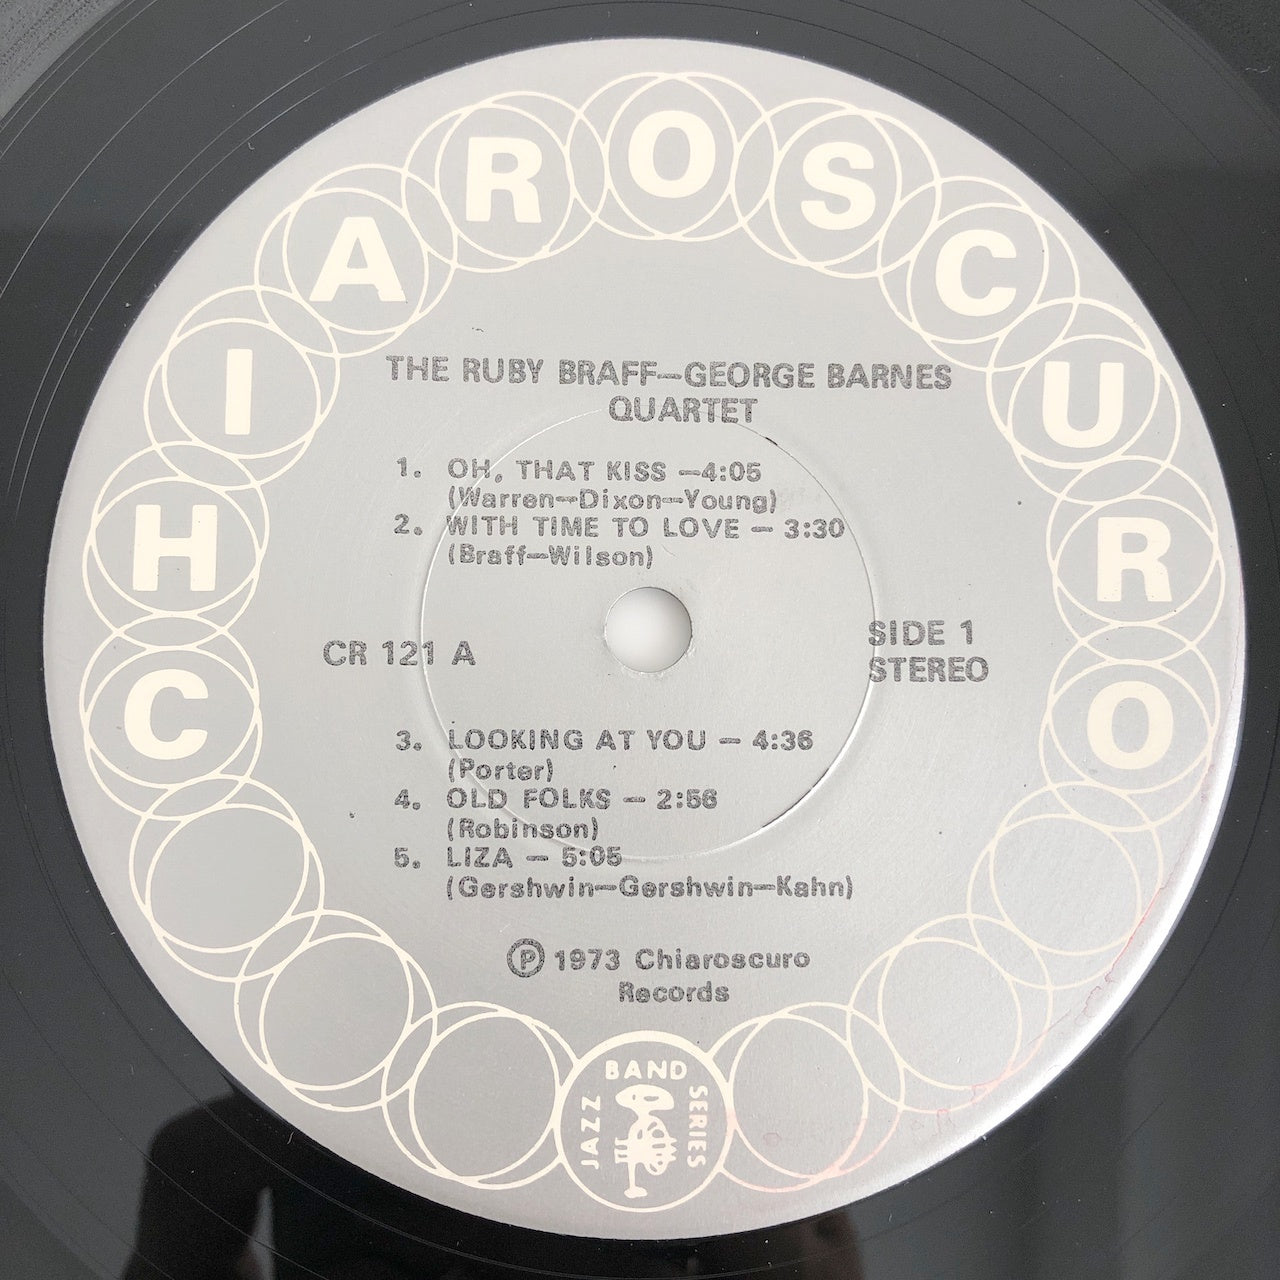 CHIAROSCURO
THE RUBY BRAFF—GEORGE BARNES
QUARTET
1. OH, THAT KISS —4:05
(Warren—Dixon—Young)
2. WITH TIME TO LOVE — 3:30
(Braff—Wilson)
CR 121 A
SIDE 1
STEREO
3. LOOKING AT YOU — 4:36
(Porter)
4. OLD FOLKS — 2:56
(Robinson)
5. LIZA — 5:05
(Gershwin—Gershwin—Kahn)
Ⓟ 1973 Chiaroscuro
Records
JAZZ BAND SERIES